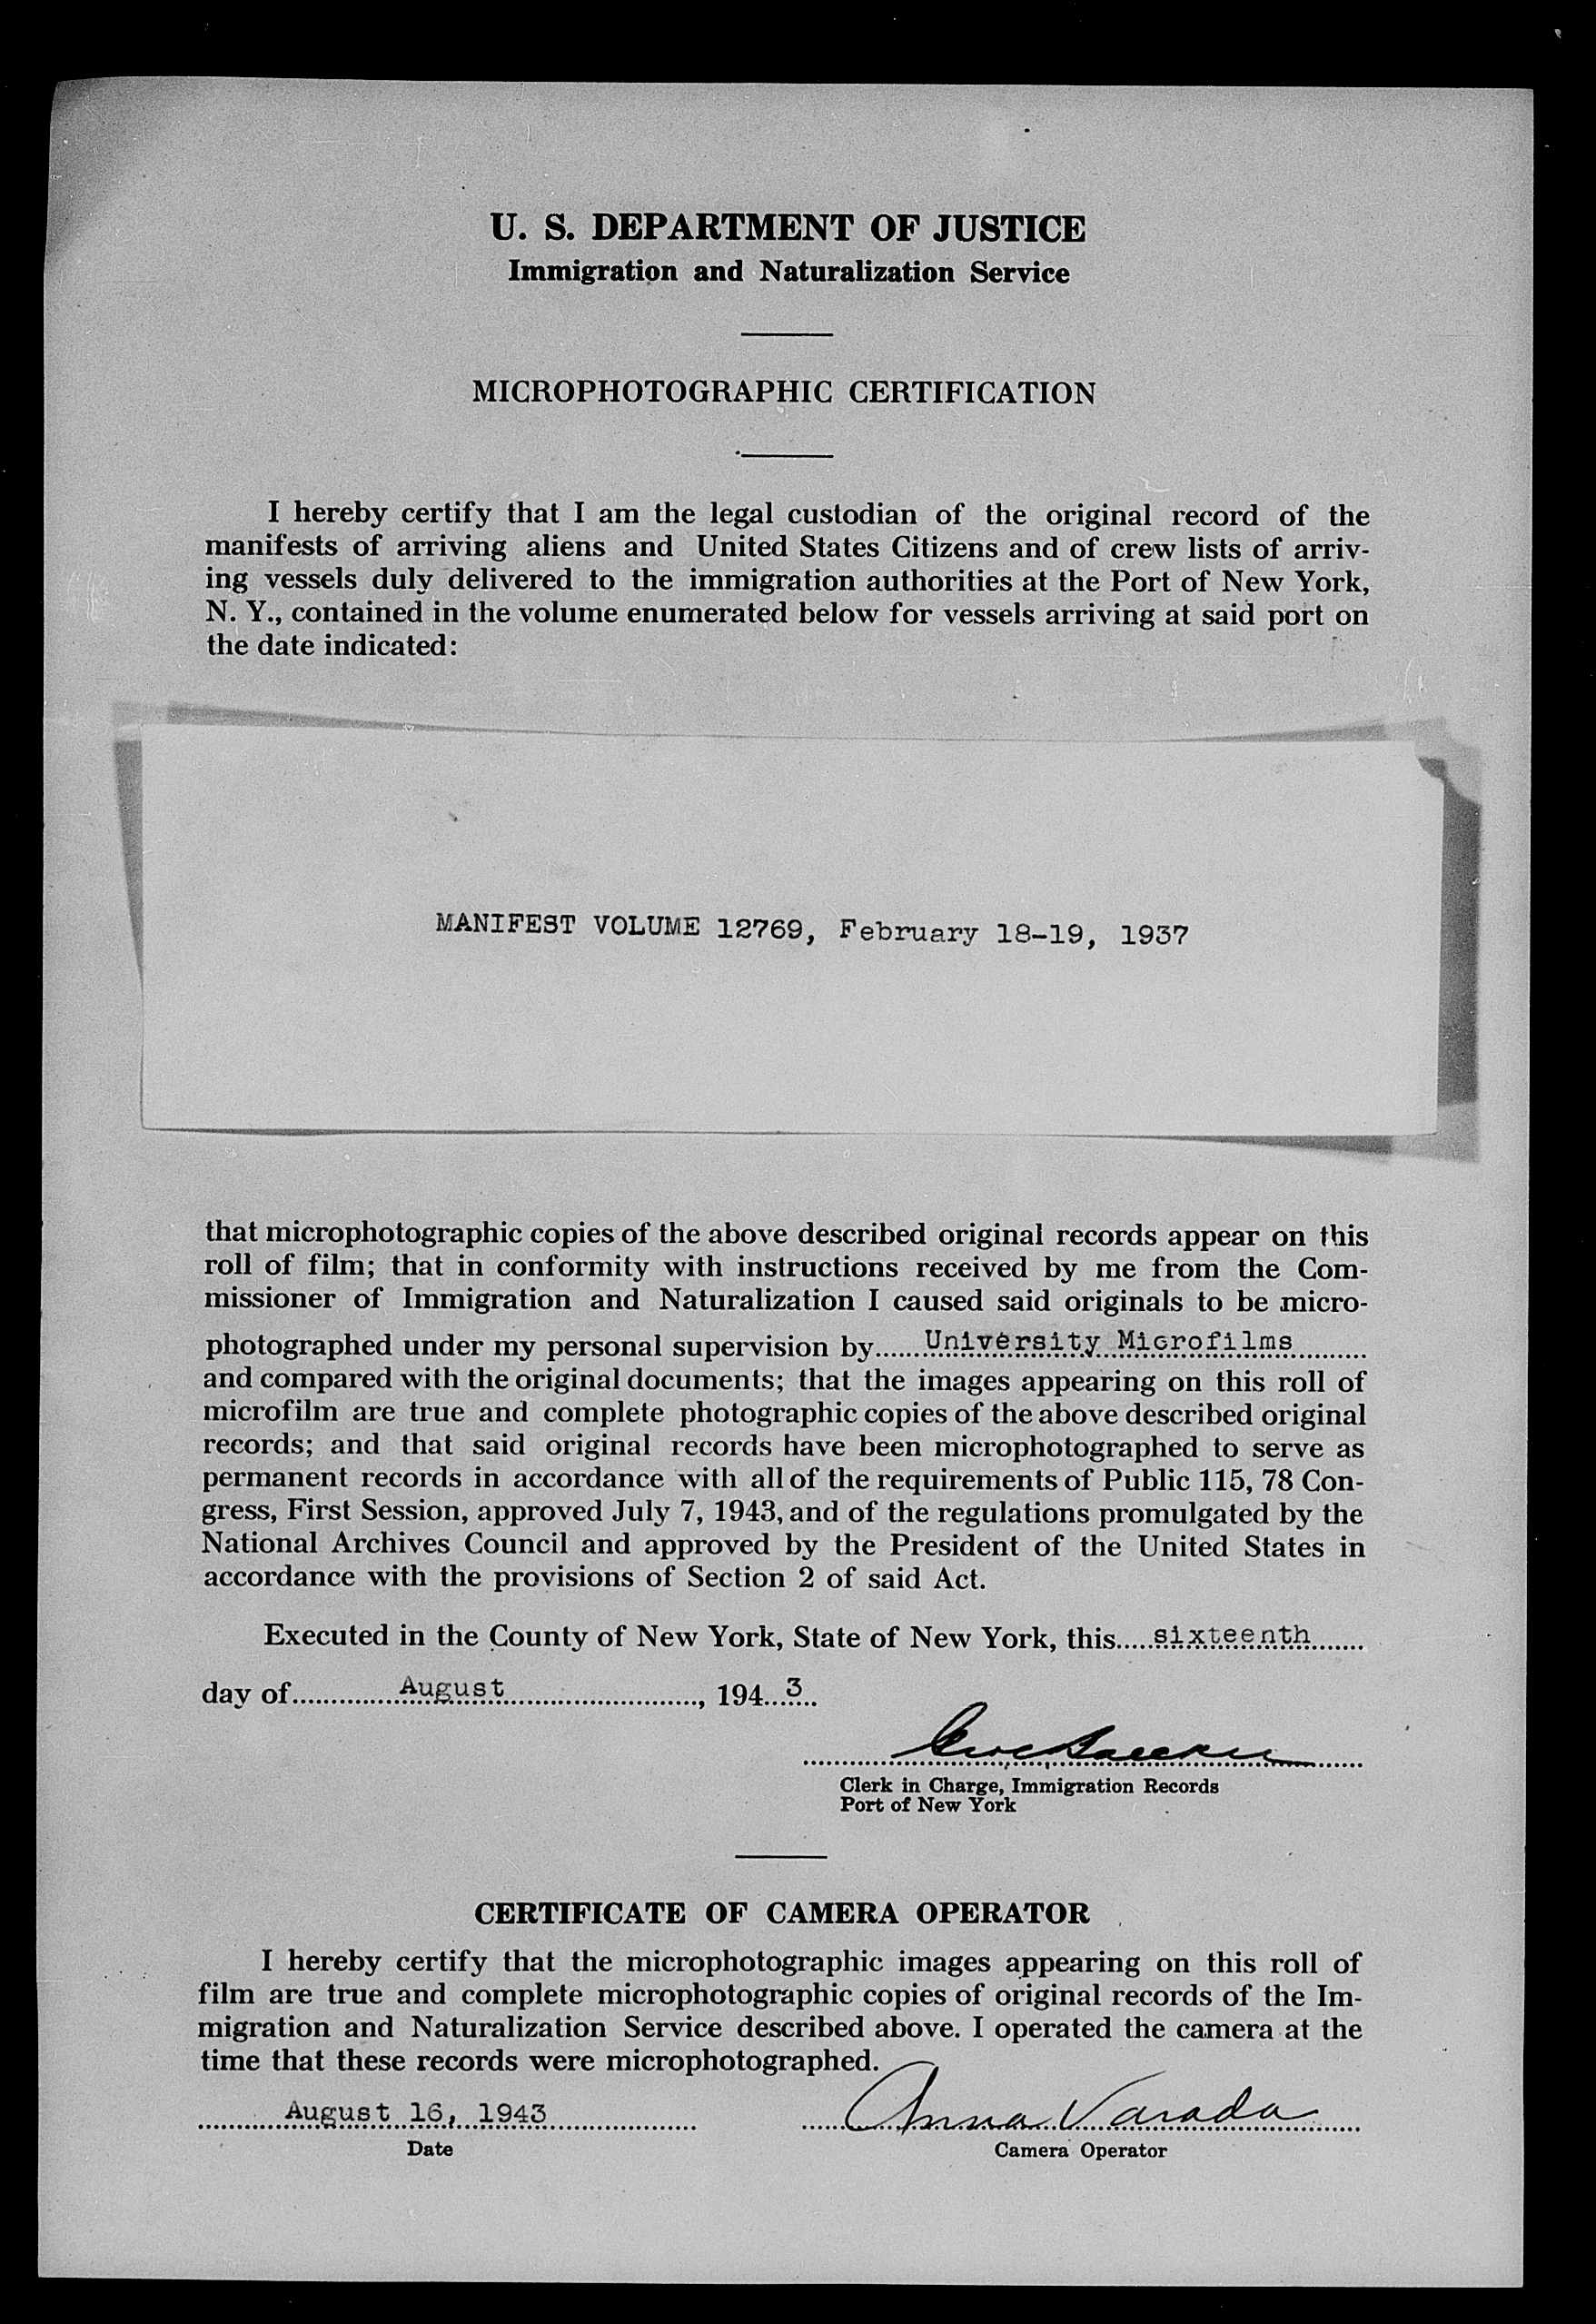 U. S. DEPARTMENT OF JUSTICE
Immigration and Naturalization Service
MICROPHOTOGRAPHIC CERTIFICATION
I hereby certify that I am the legal custodian of the original record of the
manifests of arriving aliens and United States Citizens and of crew lists of arriv-
ing vessels duly delivered to the immigration authorities at the Port of New York,
N. Y., contained in the volume enumerated below for vessels arriving at said port on
the date indicated:
MANIFEST VOLUME 12769, February 18-19, 1937
that microphotographic copies of the above described original records appear on this
roll of film; that in conformity with instructions received by me from the Com-
missioner of Immigration and Naturalization I caused said originals to be micro-
photographed under my personal supervision by......University Microfilms..........
and compared with the original documents; that the images appearing on this roll of
microfilm are true and complete photographic copies of the above described original
records; and that said original records have been microphotographed to serve as
permanent records in accordance with all of the requirements of Public 115, 78 Con-
gress, First Session, approved July 7, 1943, and of the regulations promulgated by the
National Archives Council and approved by the President of the United States in
accordance with the provisions of Section 2 of said Act.
Executed in the County of New York, State of New York, this.....sixteenth.......
day of..............August.........................., 194...3..
Clerk in Charge, Immigration Records
Port of New York
CERTIFICATE OF CAMERA OPERATOR
I hereby certify that the microphotographic images appearing on this roll of
film are true and complete microphotographic copies of original records of the Im-
migration and Naturalization Service described above. I operated the camera at the
time that these records were microphotographed.
August 16, 1943 Anna Varada
Date Camera Operator